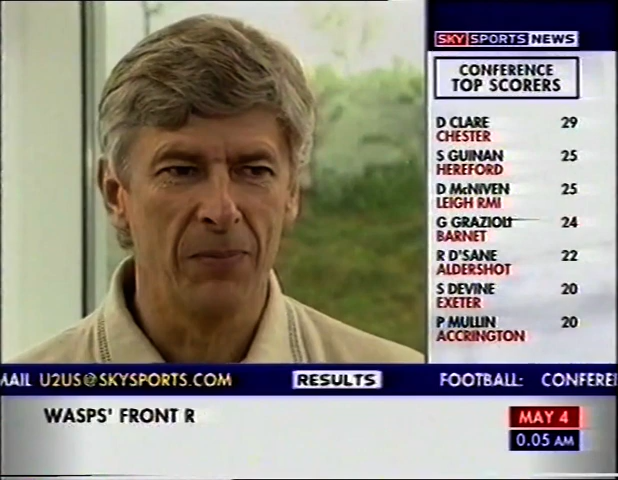 SKY SPORTS NEWS
CONFERENCE
TOP SCORERS
D CLARE 29
CHESTER
S GUINAN 25
HEREFORD
D McNIVEN 25
LEIGH RMI
G GRAZIOLI 24
BARNET
R D'SANE 22
ALDERSHOT
S DEVINE 20
EXETER
P MULLIN 20
ACCRINGTON
MAIL U2US@SKYSPORTS.COM RESULTS FOOTBALL: CONFERE
WASPS' FRONT R
MAY 4
0.05 AM